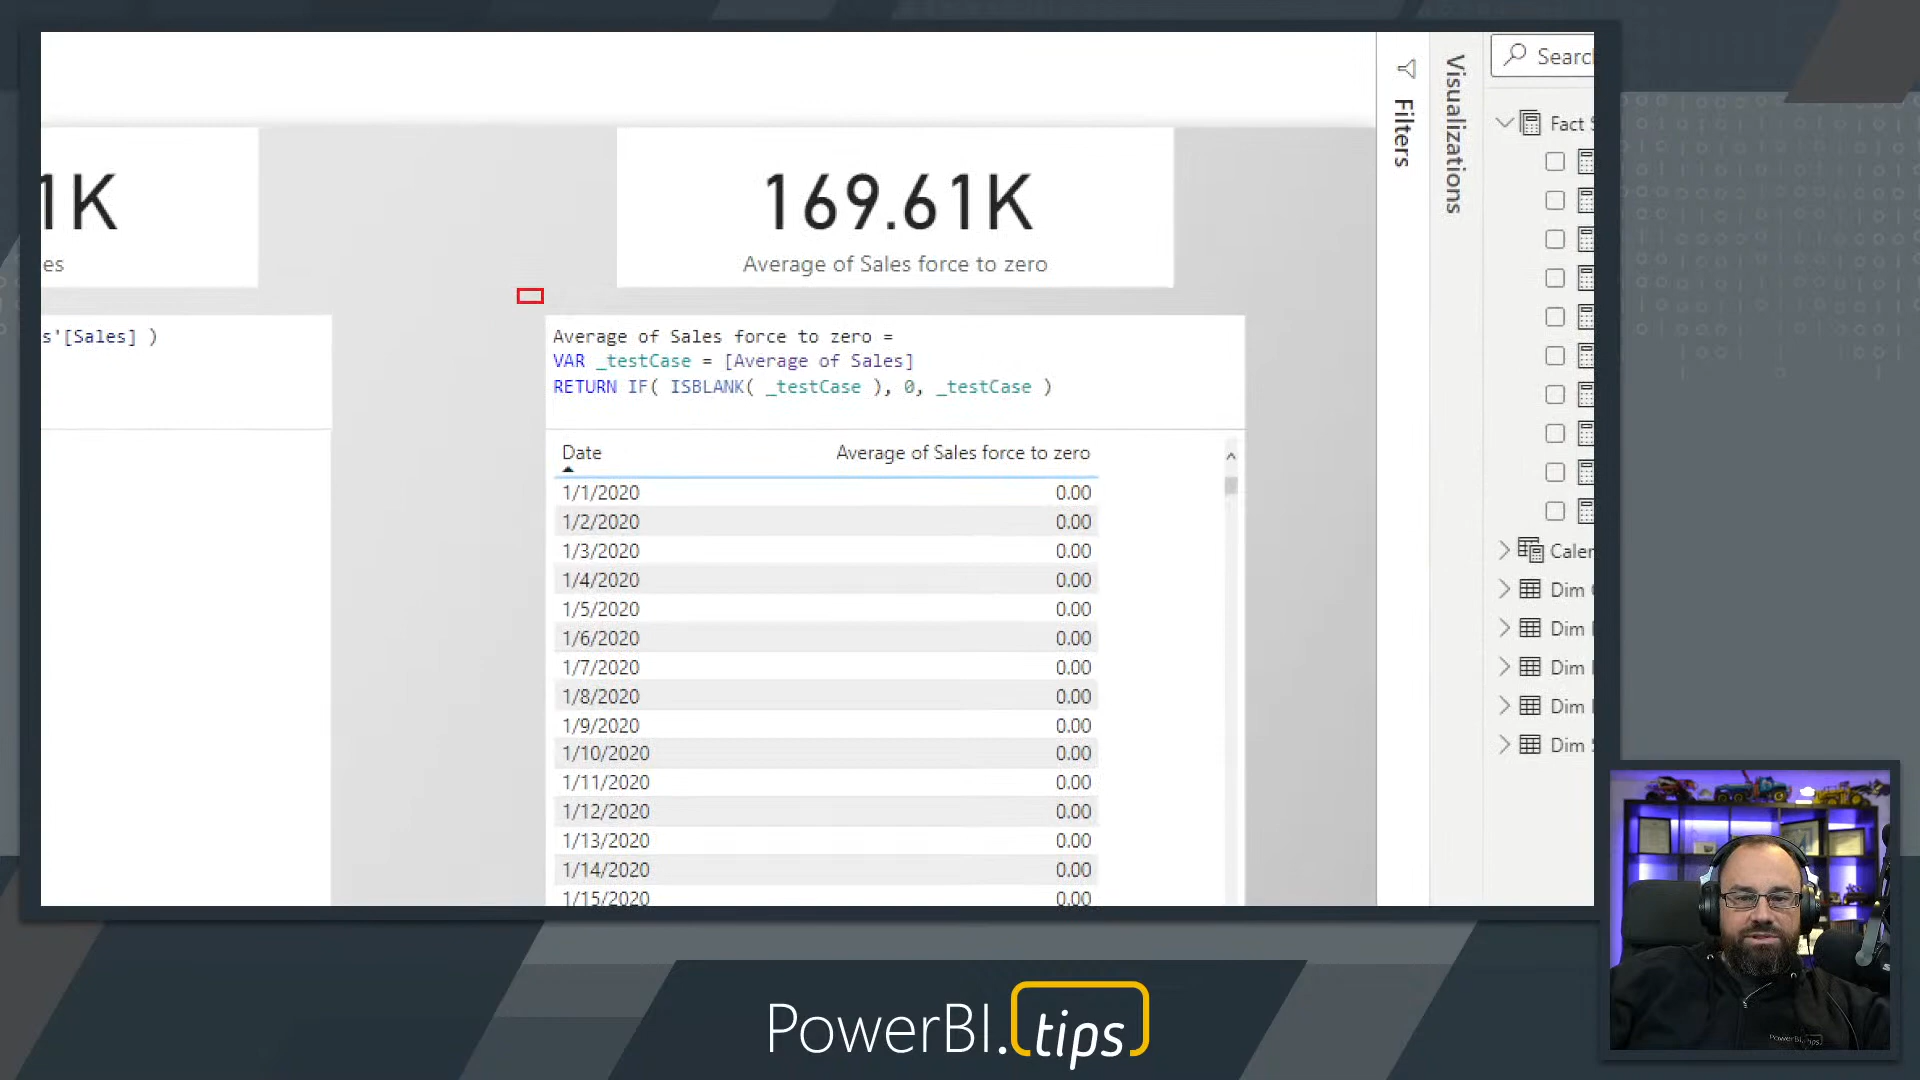 1K
es
s'[Sales] )
169.61K
Average of Sales force to zero
Average of Sales force to zero =
VAR _testCase = [Average of Sales]
RETURN IF( ISBLANK( _testCase ), 0, _testCase )
Date Average of Sales force to zero
1/1/2020 0.00
1/2/2020 0.00
1/3/2020 0.00
1/4/2020 0.00
1/5/2020 0.00
1/6/2020 0.00
1/7/2020 0.00
1/8/2020 0.00
1/9/2020 0.00
1/10/2020 0.00
1/11/2020 0.00
1/12/2020 0.00
1/13/2020 0.00
1/14/2020 0.00
1/15/2020 0.00
Filters
Visualizations
Search
Fact S
Calen
Dim
Dim
Dim
Dim
Dim
PowerBI.tips
PowerBI.tips